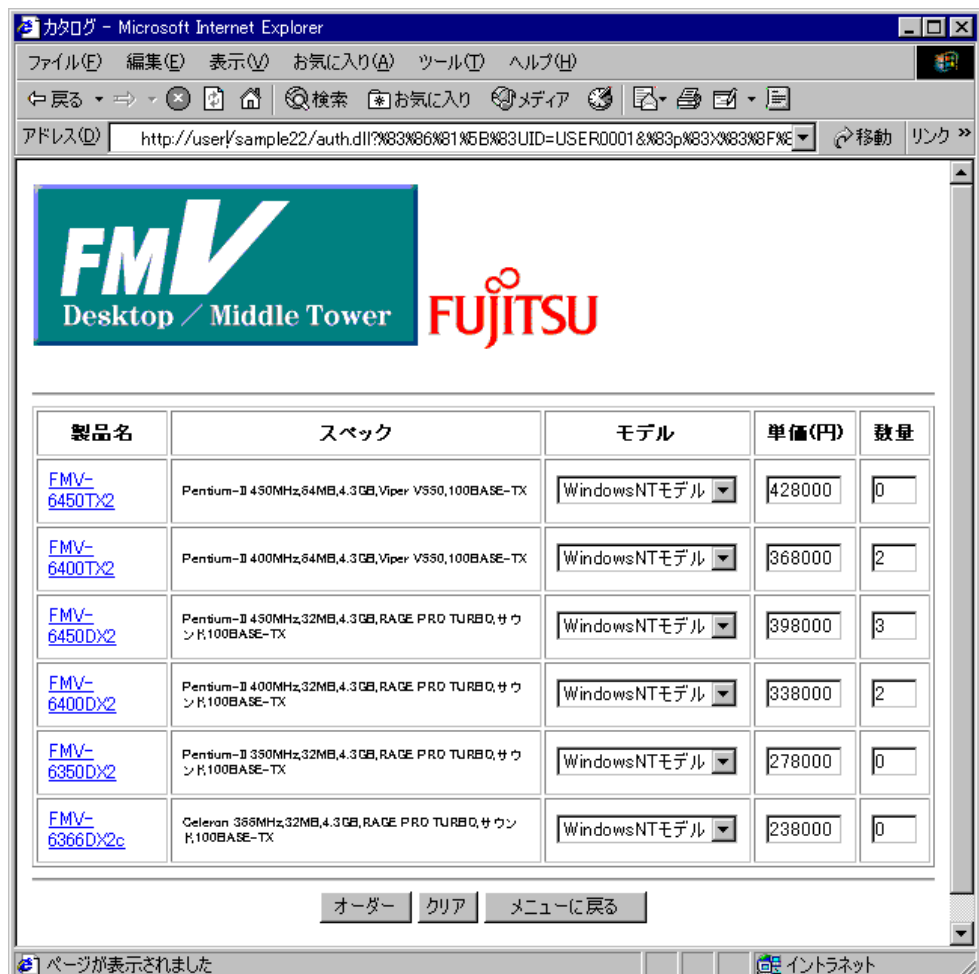 カタログ - Microsoft Internet Explorer
ファイル(F) 編集(E) 表示(V) お気に入り(A) ツール(T) ヘルプ(H)
戻る 検索 お気に入り メディア
アドレス(D) http://user/sample22/auth.dll?%83%86%81%5B%83UID=USER0001&%83p%83X%83%8F% 移動 リンク »
FMV
Desktop / Middle Tower
FUJITSU
製品名 スペック モデル 単価(円) 数量
FMV-
6450TX2 Pentium-II 450MHz,64MB,4.3GB,Viper V550,100BASE-TX WindowsNTモデル 428000 0
FMV-
6400TX2 Pentium-II 400MHz,64MB,4.3GB,Viper V550,100BASE-TX WindowsNTモデル 368000 2
FMV-
6450DX2 Pentium-II 450MHz,32MB,4.3GB,RAGE PRO TURBO,サウ
ンド,100BASE-TX WindowsNTモデル 398000 3
FMV-
6400DX2 Pentium-II 400MHz,32MB,4.3GB,RAGE PRO TURBO,サウ
ンド,100BASE-TX WindowsNTモデル 338000 2
FMV-
6350DX2 Pentium-II 350MHz,32MB,4.3GB,RAGE PRO TURBO,サウ
ンド,100BASE-TX WindowsNTモデル 278000 0
FMV-
6366DX2c Celeron 366MHz,32MB,4.3GB,RAGE PRO TURBO,サウン
ド,100BASE-TX WindowsNTモデル 238000 0
オーダー クリア メニューに戻る
ページが表示されました イントラネット